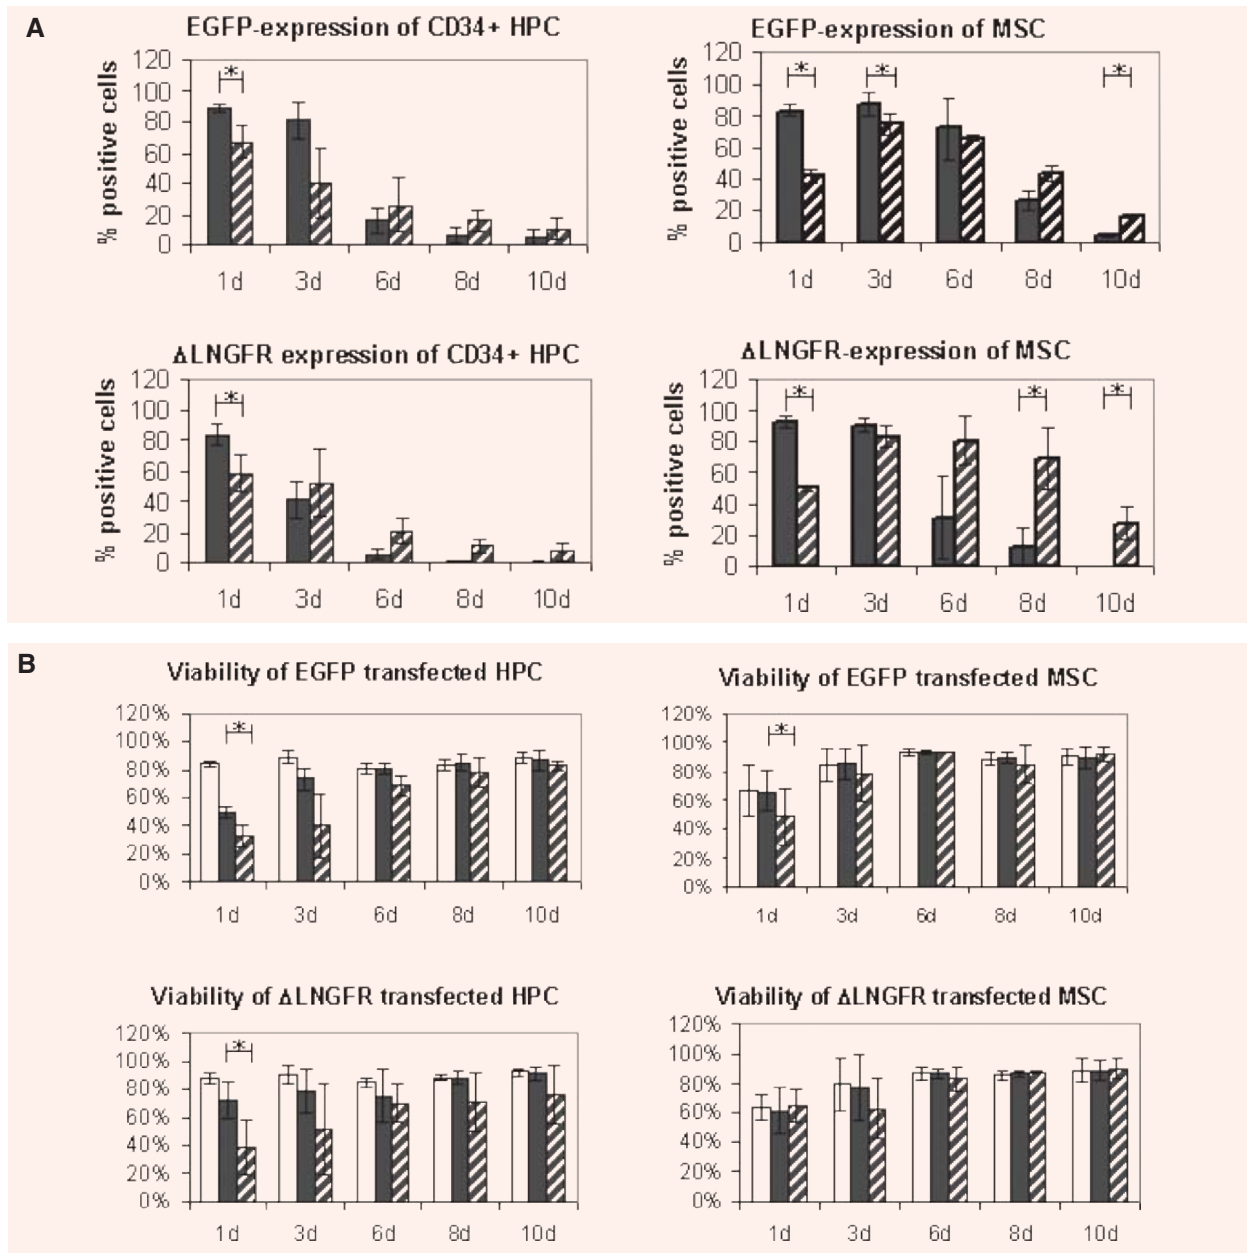 A
EGFP-expression of CD34+ HPC
% positive cells
120
100
80
60
40
20
0
*
1d 3d 6d 8d 10d
EGFP-expression of MSC
% positive cells
120
100
80
60
40
20
0
* * *
1d 3d 6d 8d 10d
ΔLNGFR expression of CD34+ HPC
% positive cells
120
100
80
60
40
20
0
*
1d 3d 6d 8d 10d
ΔLNGFR-expression of MSC
% positive cells
120
100
80
60
40
20
0
* * *
1d 3d 6d 8d 10d
B
Viability of EGFP transfected HPC
120%
100%
80%
60%
40%
20%
0%
*
1d 3d 6d 8d 10d
Viability of EGFP transfected MSC
120%
100%
80%
60%
40%
20%
0%
*
1d 3d 6d 8d 10d
Viability of ΔLNGFR transfected HPC
120%
100%
80%
60%
40%
20%
0%
*
1d 3d 6d 8d 10d
Viability of ΔLNGFR transfected MSC
120%
100%
80%
60%
40%
20%
0%
1d 3d 6d 8d 10d